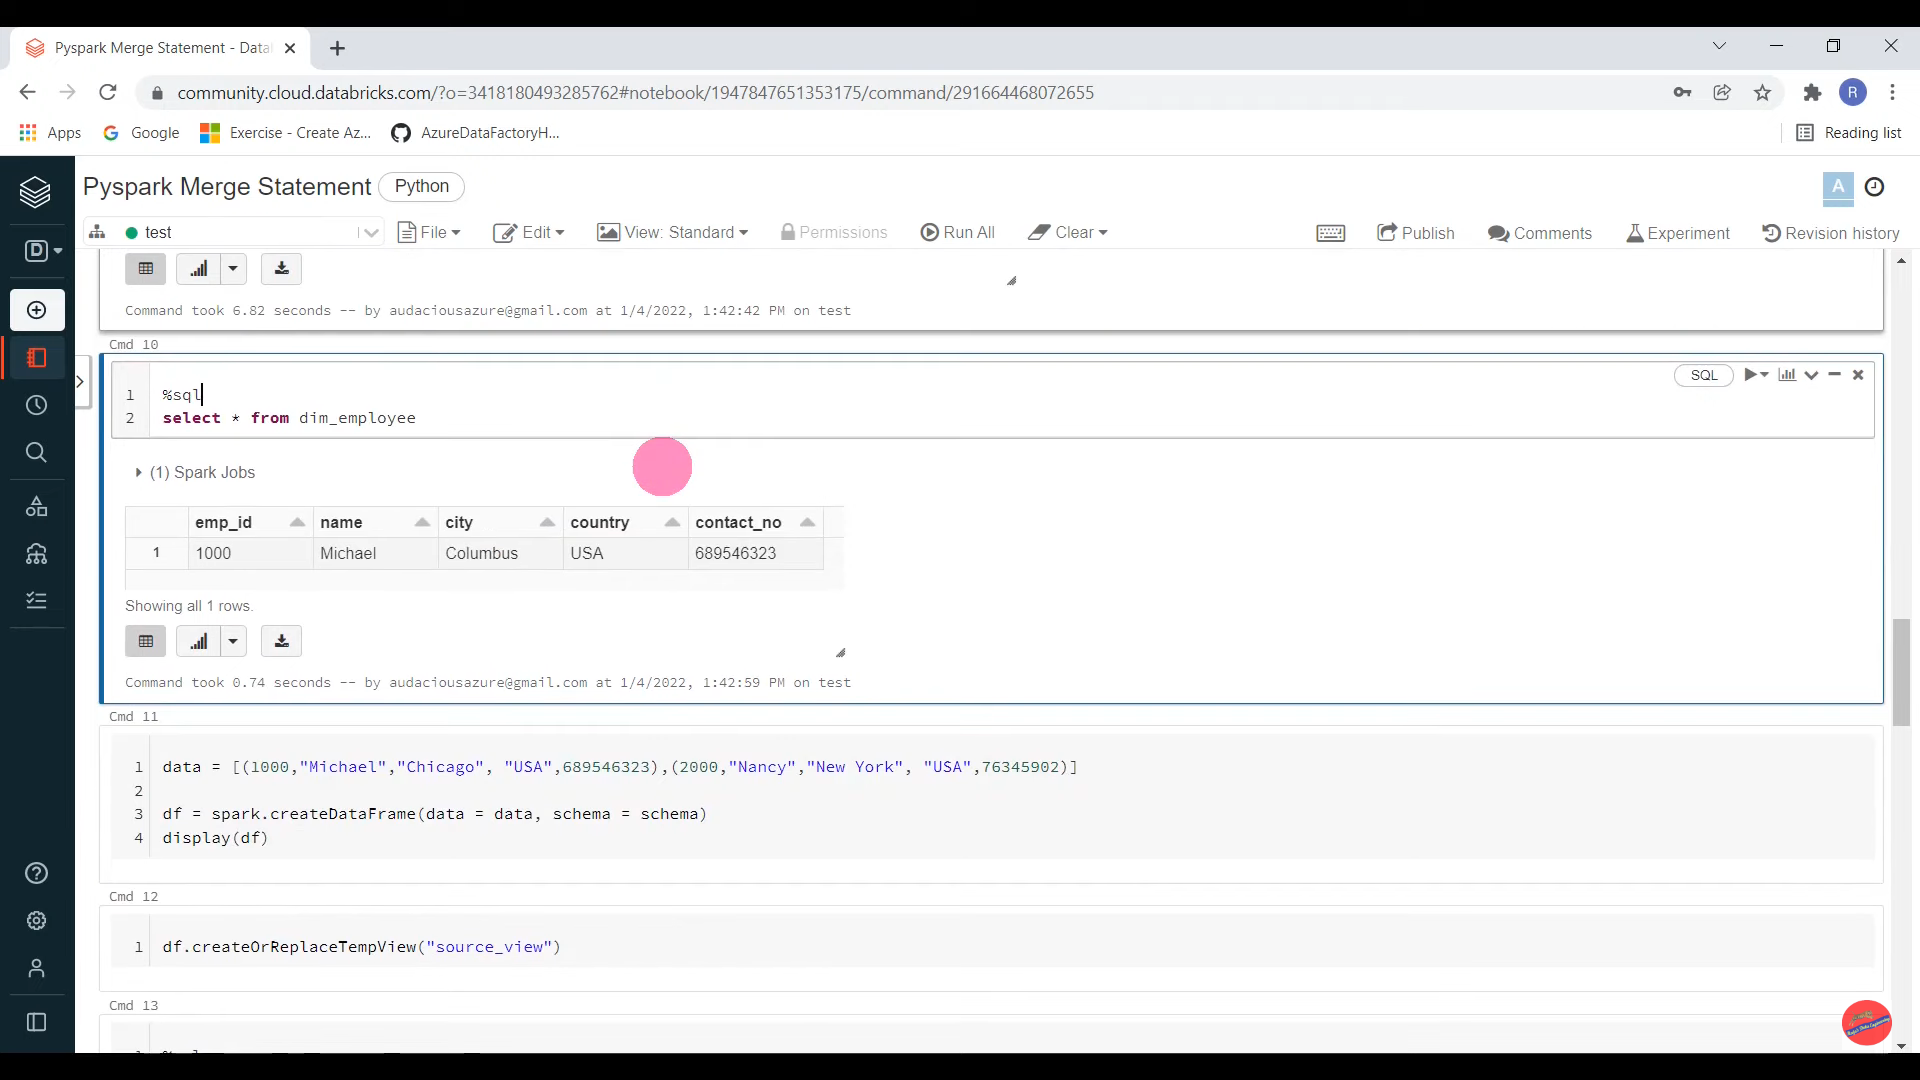 Pyspark Merge Statement - Data
community.cloud.databricks.com/?o=3418180493285762#notebook/1947847651353175/command/291664468072655
R
Apps
Google
Exercise - Create Az...
AzureDataFactoryH...
Reading list
Pyspark Merge Statement
Python
A
D
test
File
Edit
View: Standard
Permissions
Run All
Clear
Publish
Comments
Experiment
Revision history
Command took 6.82 seconds -- by audaciousazure@gmail.com at 1/4/2022, 1:42:42 PM on test
Cmd 10
SQL
1 %sql
2 select * from dim_employee
(1) Spark Jobs
emp_id name city country contact_no
1 1000 Michael Columbus USA 689546323
Showing all 1 rows.
Command took 0.74 seconds -- by audaciousazure@gmail.com at 1/4/2022, 1:42:59 PM on test
Cmd 11
1 data = [(1000,"Michael","Chicago", "USA",689546323),(2000,"Nancy","New York", "USA",76345902)]
2
3 df = spark.createDataFrame(data = data, schema = schema)
4 display(df)
Cmd 12
1 df.createOrReplaceTempView("source_view")
Cmd 13